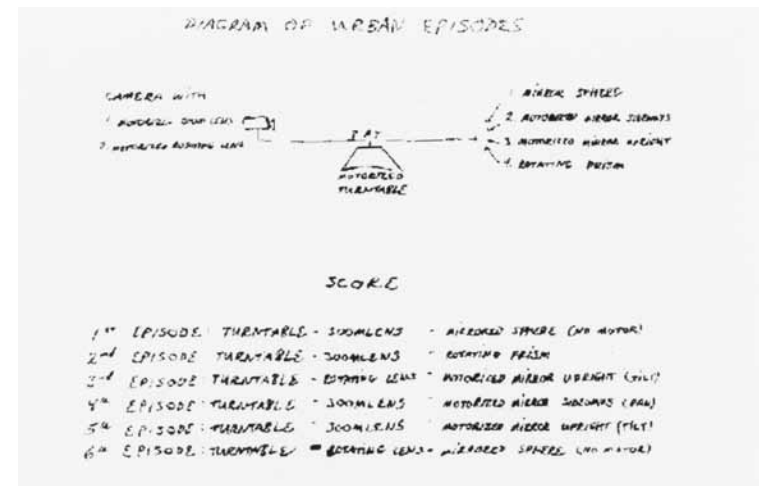 DIAGRAM OF URBAN EPISODES
CAMERA WITH
1. MOTORIZED ZOOM LENS
2. MOTORIZED ROTATING LENS
MOTORIZED
TURNTABLE
1. MIRROR SPHERE
2. MOTORIZED MIRROR SIDEWAYS
3. MOTORIZED MIRROR UPRIGHT
4. ROTATING PRISM
SCORE
1st EPISODE: TURNTABLE - ZOOMLENS - MIRRORED SPHERE (NO MOTOR)
2nd EPISODE TURNTABLE - ZOOMLENS - ROTATING PRISM
3rd EPISODE: TURNTABLE - ROTATING LENS - MOTORIZED MIRROR UPRIGHT (TILT)
4th EPISODE: TURNTABLE - ZOOMLENS - MOTORIZED MIRROR SIDEWAYS (PAN)
5th EPISODE: TURNTABLE - ZOOMLENS - MOTORIZED MIRROR UPRIGHT (TILT)
6th EPISODE: TURNTABLE - ROTATING LENS - MIRRORED SPHERE (NO MOTOR)